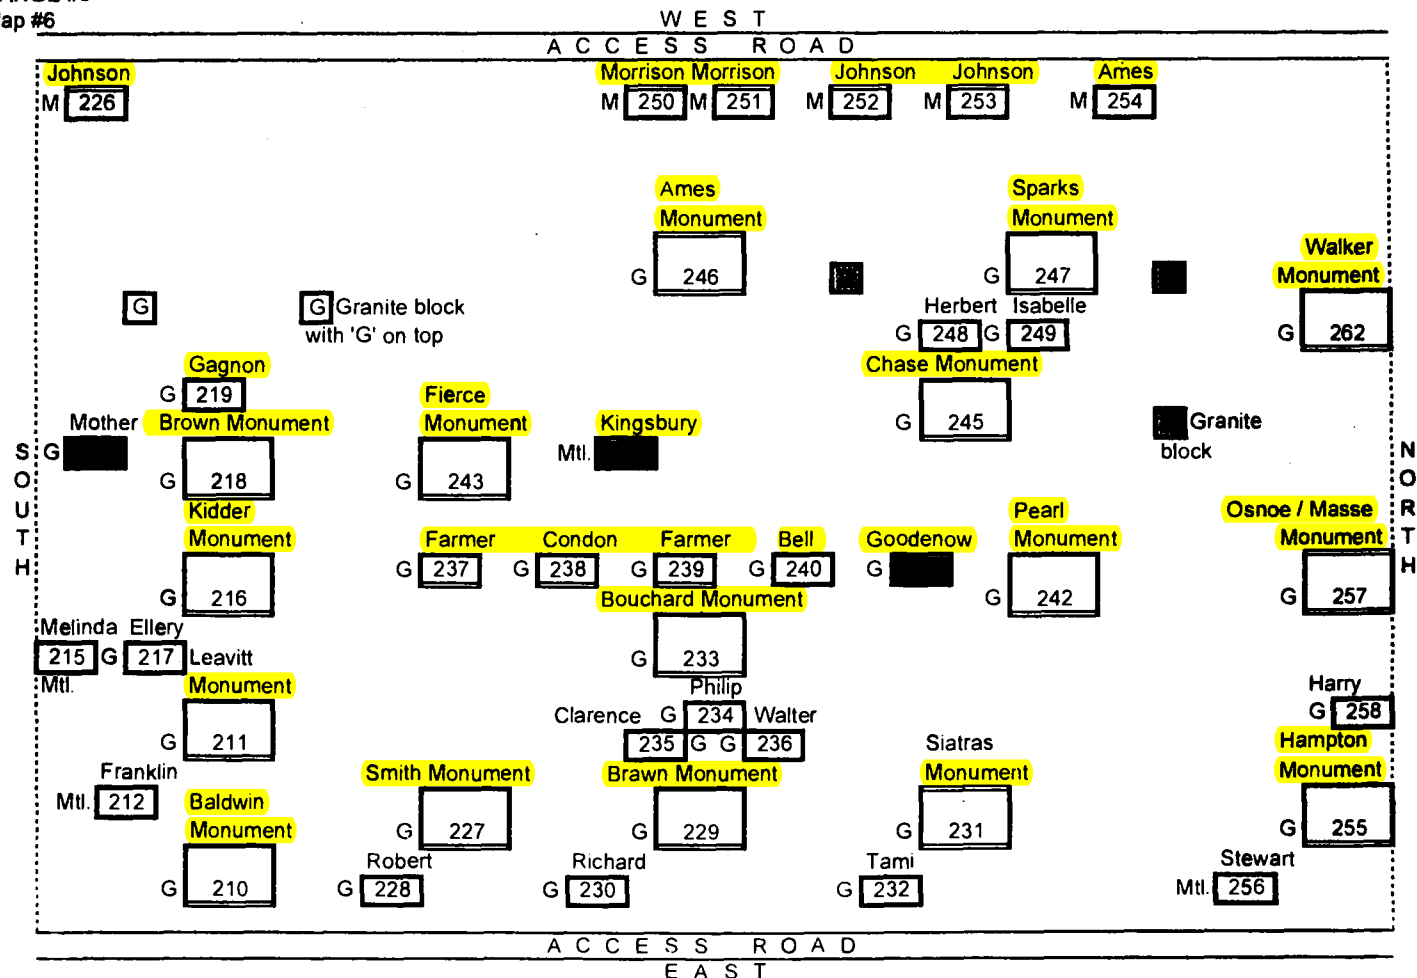 ap #6
WEST
ACCESS ROAD
Johnson Morrison Morrison Johnson Johnson Ames
M 226 M 250 M 251 M 252 M 253 M 254
Ames Sparks
Monument Monument
G 246 G 247
Walker
Monument
G 262
G G Granite block
with 'G' on top
Herbert Isabelle
G 248 G 249
Gagnon Chase Monument
G 219 G 245
Fierce
Mother Brown Monument Monument Kingsbury Granite
G G 218 G 243 Mtl. block
SOUTH
NORTH
Kidder Pearl Osnoe / Masse
Monument Farmer Condon Farmer Bell Goodenow Monument Monument
G 216 G 237 G 238 G 239 G 240 G G 242 G 257
Bouchard Monument
G 233
Melinda Ellery
215 G 217 Leavitt
Mtl. Monument
G 211
Philip
Clarence G 234 Walter
235 G G 236
Harry
G 258
Siatras Hampton
Franklin Smith Monument Brawn Monument Monument Monument
Mtl. 212 G 227 G 229 G 231 G 255
Baldwin
Monument
G 210
Robert Richard Tami Stewart
G 228 G 230 G 232 Mtl. 256
ACCESS ROAD
EAST